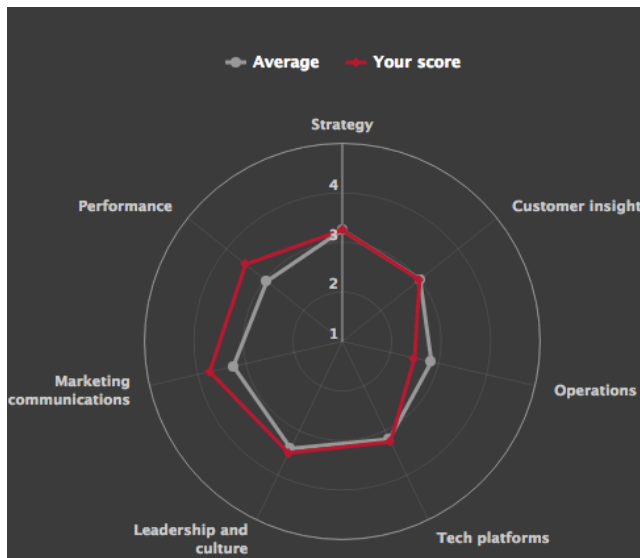 Average
Your score
Strategy
4
Performance
Customer insight
3
2
1
Marketing
communications
Operations
Leadership and
culture
Tech platforms